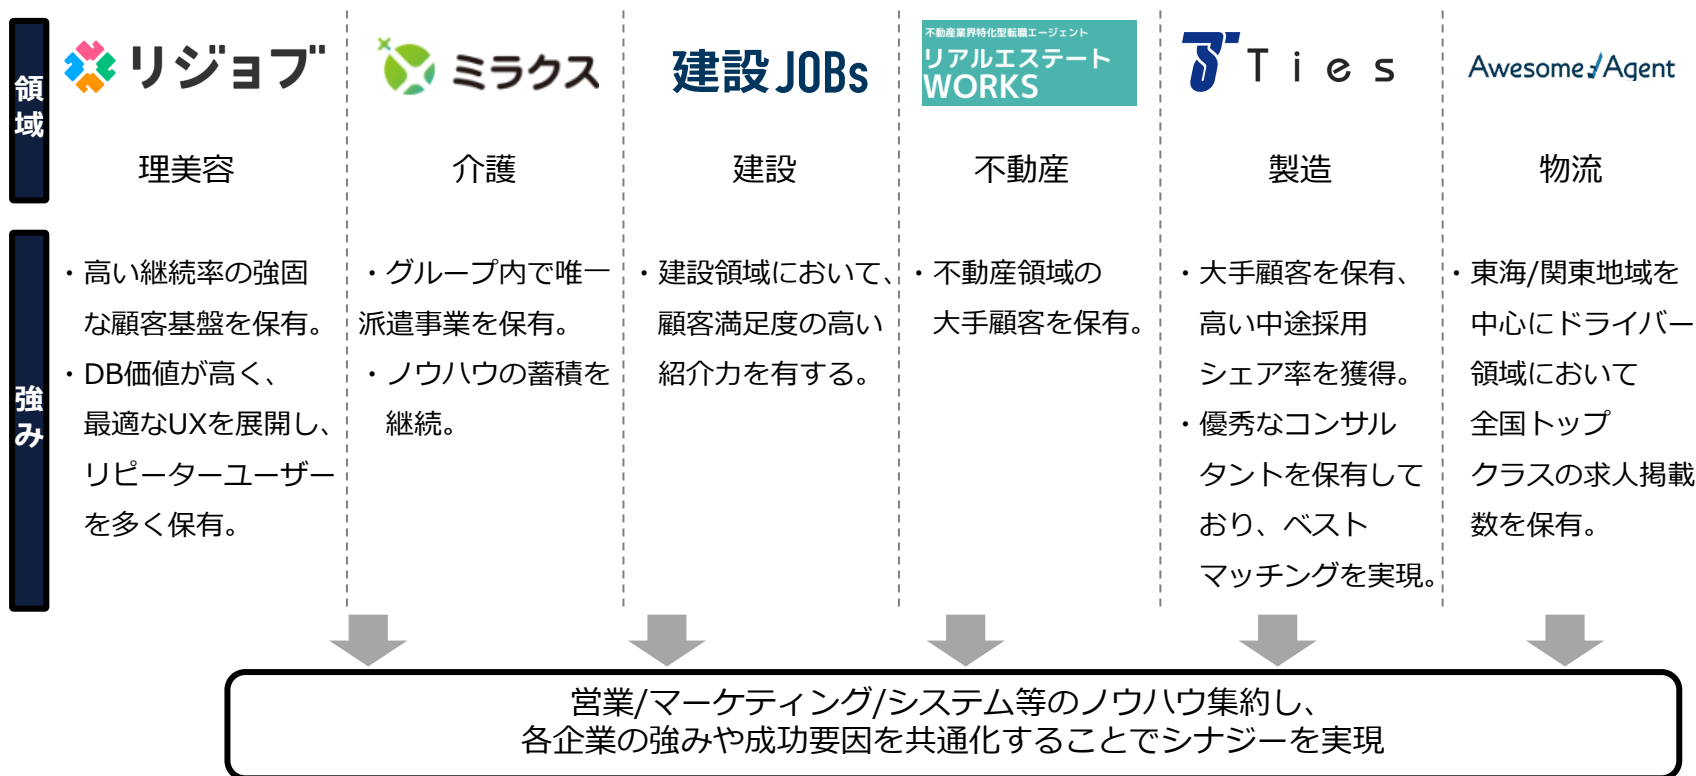 領域
リジョブ
ミラクス
建設JOBs
不動産業界特化型転職エージェント
リアルエステート
WORKS
Ties
Awesome Agent
理美容
介護
建設
不動産
製造
物流
強み
・高い継続率の強固
な顧客基盤を保有。
・DB価値が高く、
最適なUXを展開し、
リピーターユーザー
を多く保有。
・グループ内で唯一
派遣事業を保有。
・ノウハウの蓄積を
継続。
・建設領域において、
顧客満足度の高い
紹介力を有する。
・不動産領域の
大手顧客を保有。
・大手顧客を保有、
高い中途採用
シェア率を獲得。
・優秀なコンサル
タントを保有して
おり、ベスト
マッチングを実現。
・東海/関東地域を
中心にドライバー
領域において
全国トップ
クラスの求人掲載
数を保有。
営業/マーケティング/システム等のノウハウ集約し、
各企業の強みや成功要因を共通化することでシナジーを実現